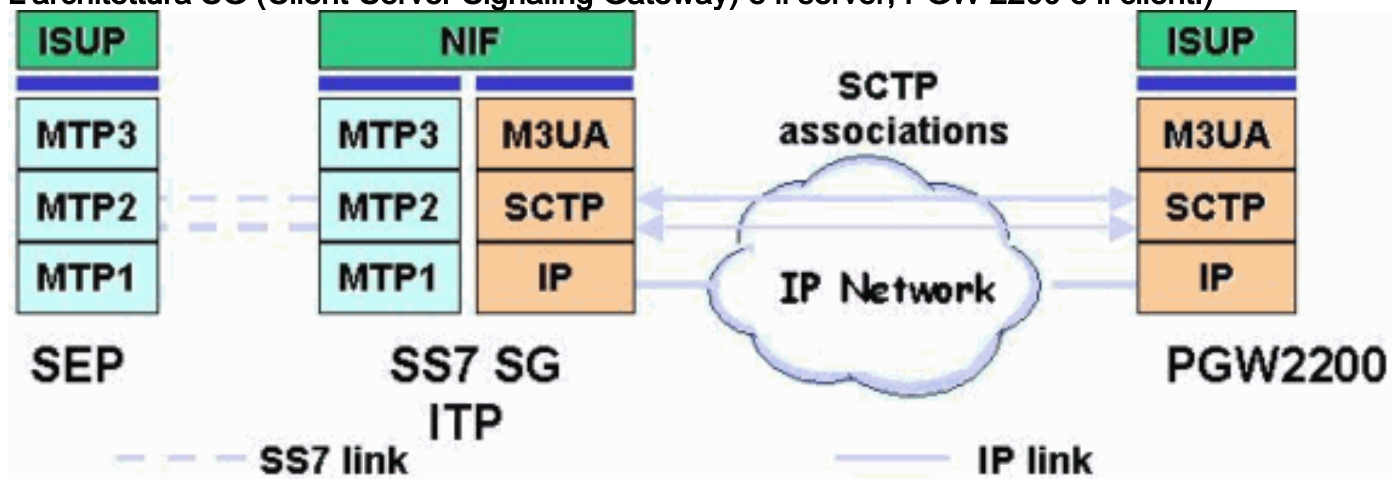 L'architettura SG (Client-Server Signaling Gateway) è il server, PGW 2200 è il client.)
ISUP
NIF
ISUP
SCTP
associations
MTP3
MTP3
M3UA
M3UA
MTP2
MTP2
SCTP
SCTP
MTP1
MTP1
IP
IP Network
IP
SEP
SS7 SG
ITP
PGW2200
SS7 link
IP link